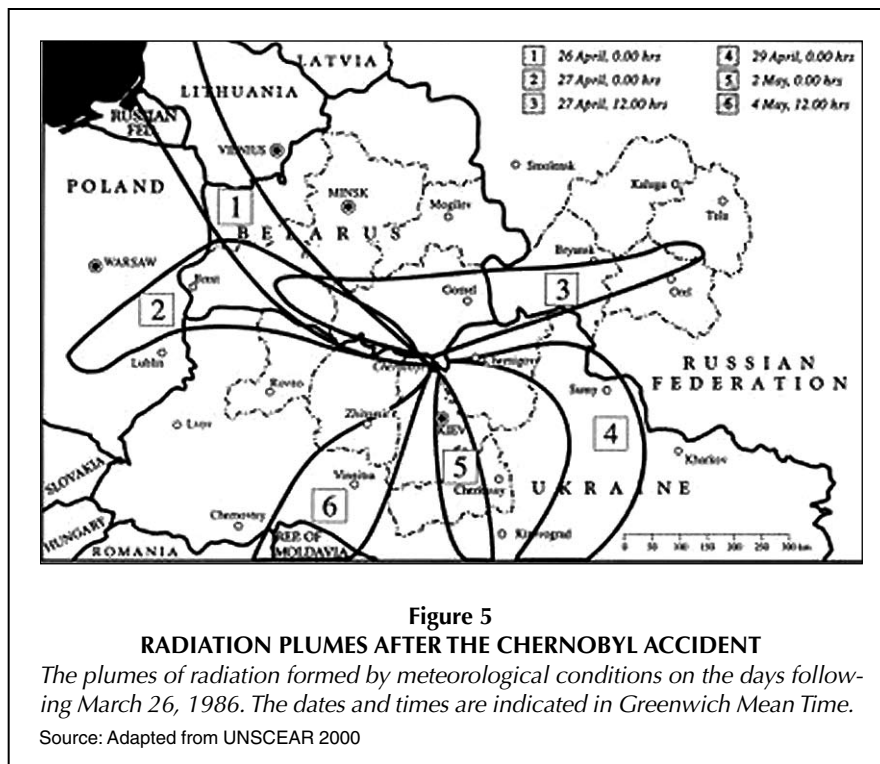 LATVIA
LITHUANIA
RUSSIAN
FED.
VILNIUS
POLAND
MINSK
Mogilev
Smolensk
Kaluga
Tula
1
BELARUS
WARSAW
Brest
Bryansk
Gomel
3
Orel
2
Lublin
Chernigov
RUSSIAN
FEDERATION
Rovno
Sumy
Lvov
Zhitomir
KIEV
4
Kharkov
SLOVAKIA
Vinnitsa
5
6
UKRAINE
Chernovtsy
HUNGARY
REP. OF
MOLDAVIA
Kirovograd
ROMANIA
0 50 100 150 200 250 300 km
1 26 April, 0.00 hrs
2 27 April, 0.00 hrs
3 27 April, 12.00 hrs
4 29 April, 0.00 hrs
5 2 May, 0.00 hrs
6 4 May, 12.00 hrs
Figure 5
RADIATION PLUMES AFTER THE CHERNOBYL ACCIDENT
The plumes of radiation formed by meteorological conditions on the days follow-
ing March 26, 1986. The dates and times are indicated in Greenwich Mean Time.
Source: Adapted from UNSCEAR 2000